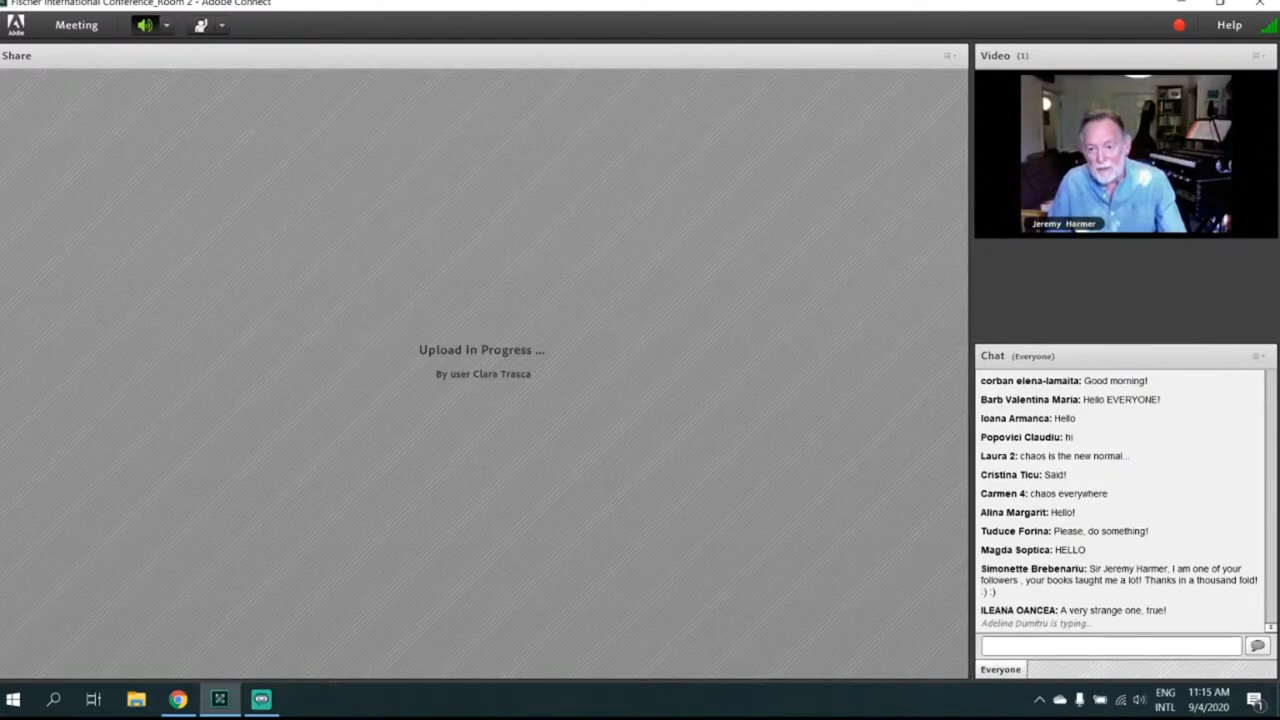 Fischer International Conference_Room 2 - Adobe Connect
Adobe
Meeting
Help
Share
Video (1)
Jeremy Harmer
Upload In Progress ...
By user Clara Trasca
Chat (Everyone)
corban elena-lamaita: Good morning!
Barb Valentina Maria: Hello EVERYONE!
Ioana Armanca: Hello
Popovici Claudiu: hi
Laura 2: chaos is the new normal...
Cristina Ticu: Said!
Carmen 4: chaos everywhere
Alina Margarit: Hello!
Tuduce Forina: Please, do something!
Magda Soptica: HELLO
Simonette Brebenariu: Sir Jeremy Harmer, I am one of your
followers , your books taught me a lot! Thanks in a thousand fold!
:) :)
ILEANA OANCEA: A very strange one, true!
Adelina Dumitru is typing..
Everyone
ENG
INTL
11:15 AM
9/4/2020
1